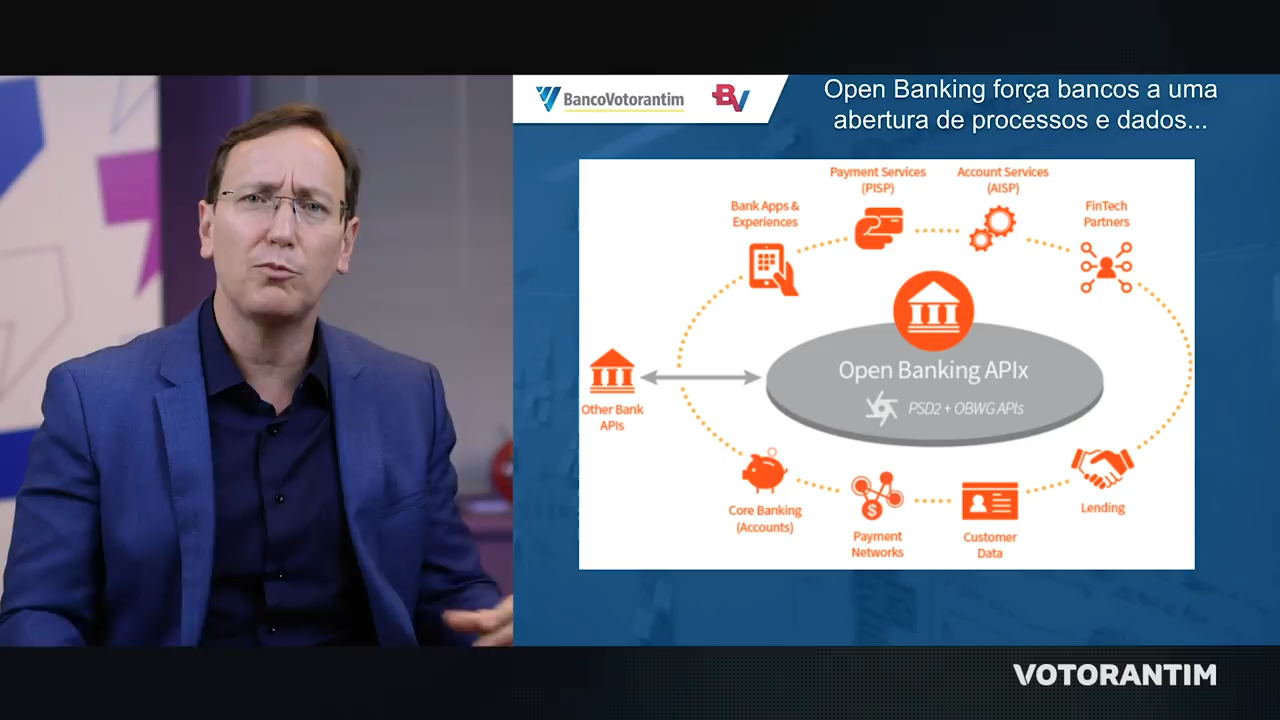 BancoVotorantim
BV
Open Banking força bancos a uma
abertura de processos e dados...
Payment Services
(PISP)
Account Services
(AISP)
Bank Apps &
Experiences
FinTech
Partners
Open Banking APIx
PSD2 + OBWG APIs
Other Bank
APIs
Core Banking
(Accounts)
Payment
Networks
Customer
Data
Lending
VOTORANTIM